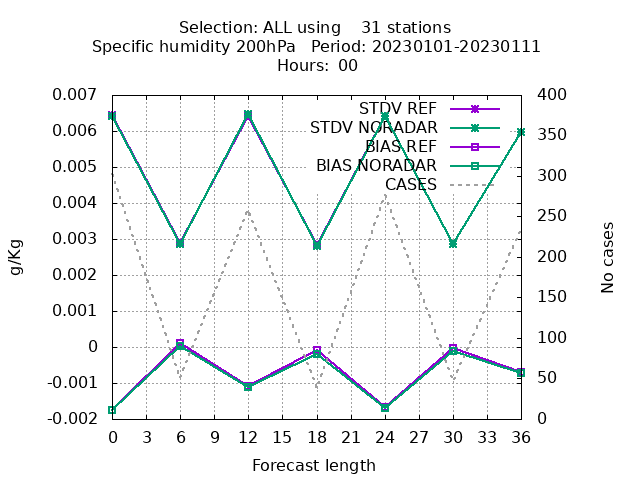 Selection: ALL using    31 stations
Specific humidity 200hPa   Period: 20230101-20230111
Hours:  00
STDV REF
STDV NORADAR
BIAS REF
BIAS NORADAR
CASES
0.007
0.006
0.005
0.004
0.003
0.002
0.001
0
-0.001
-0.002
g/Kg
400
350
300
250
200
150
100
50
0
No cases
0 3 6 9 12 15 18 21 24 27 30 33 36
Forecast length